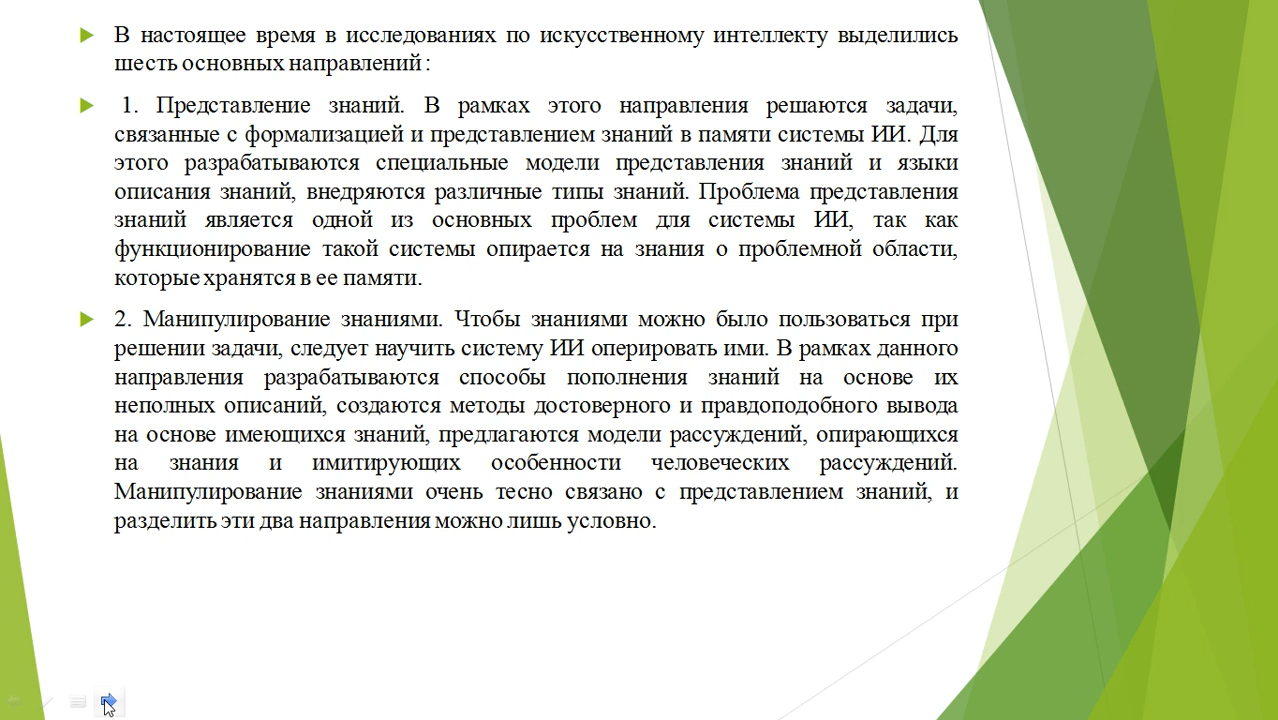 В настоящее время в исследованиях по искусственному интеллекту выделились
шесть основных направлений :
1. Представление знаний. В рамках этого направления решаются задачи,
связанные с формализацией и представлением знаний в памяти системы ИИ. Для
этого разрабатываются специальные модели представления знаний и языки
описания знаний, внедряются различные типы знаний. Проблема представления
знаний является одной из основных проблем для системы ИИ, так как
функционирование такой системы опирается на знания о проблемной области,
которые хранятся в ее памяти.
2. Манипулирование знаниями. Чтобы знаниями можно было пользоваться при
решении задачи, следует научить систему ИИ оперировать ими. В рамках данного
направления разрабатываются способы пополнения знаний на основе их
неполных описаний, создаются методы достоверного и правдоподобного вывода
на основе имеющихся знаний, предлагаются модели рассуждений, опирающихся
на знания и имитирующих особенности человеческих рассуждений.
Манипулирование знаниями очень тесно связано с представлением знаний, и
разделить эти два направления можно лишь условно.